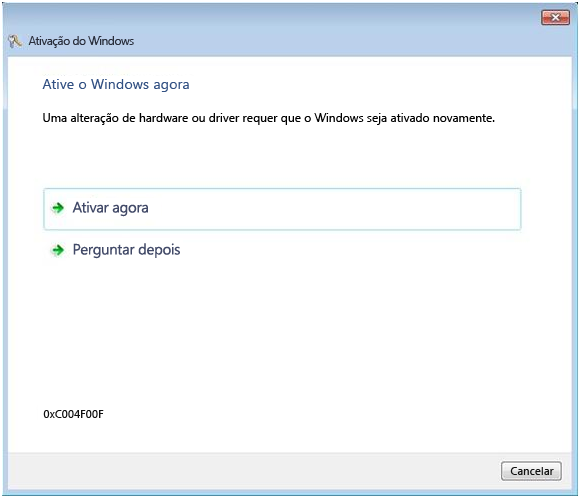 Ativação do Windows
Ative o Windows agora
Uma alteração de hardware ou driver requer que o Windows seja ativado novamente.
Ativar agora
Perguntar depois
0xC004F00F
Cancelar